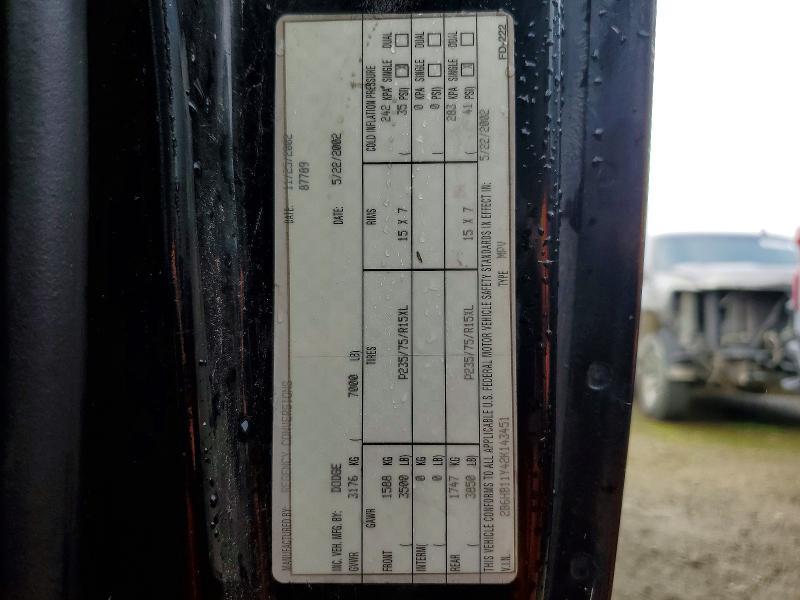 MANUFACTURED BY: REGENCY CONVERSIONS DATE: 11/25/2002
87789
INC. VEH. MFG. BY: DODGE DATE: 5/22/2002
GVWR 3176 KG ( 7000 LB)
GAWR TIRES RIMS COLD INFLATION PRESSURE
FRONT 1588 KG 242 KPA SINGLE DUAL
( 3500 LB) P235/75/R15XL 15 X 7 ( 35 PSI)
INTERM( 0 KG 0 KPA SINGLE DUAL
0 LB) ( 0 PSI)
REAR 1747 KG 283 KPA SINGLE DUAL
( 3850 LB) P235/75/R15XL 15 X 7 ( 41 PSI)
THIS VEHICLE CONFORMS TO ALL APPLICABLE U.S. FEDERAL MOTOR VEHICLE SAFETY STANDARDS IN EFFECT IN: 5/22/2002
V.I.N. 2B6HB11Y42K143451 TYPE MPV FD-222